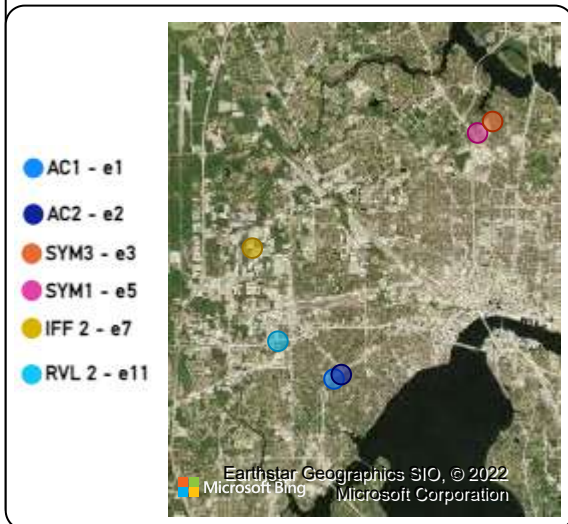 AC1 - e1
AC2 - e2
SYM3 - e3
SYM1 - e5
IFF 2 - e7
RVL 2 - e11
Earthstar Geographics SIO, © 2022
Microsoft Bing
Microsoft Corporation